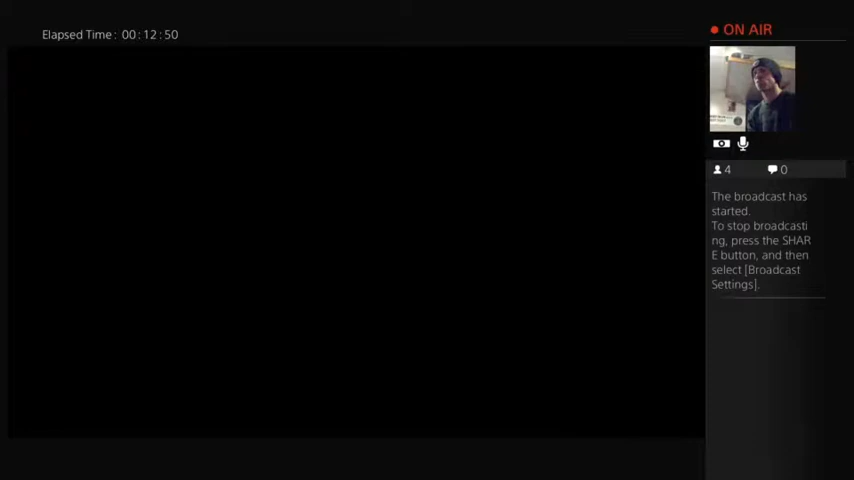 Elapsed Time : 00:12:50
ON AIR
4
0
The broadcast has
started.
To stop broadcasti
ng, press the SHAR
E button, and then
select [Broadcast
Settings].